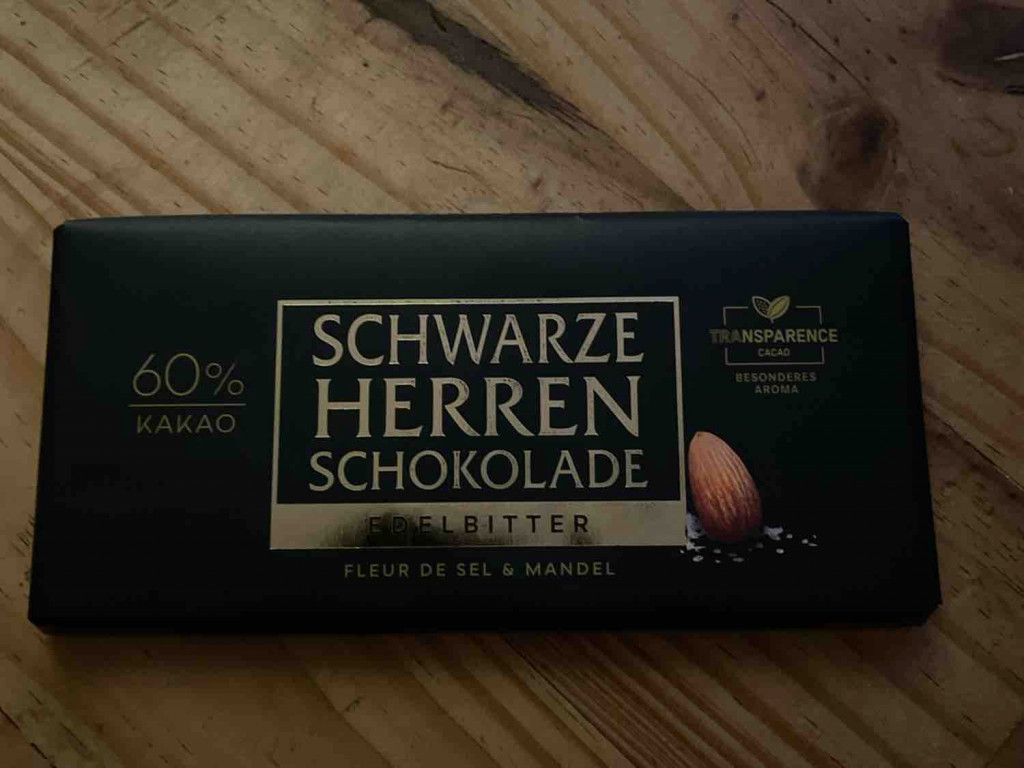 60%
KAKAO
SCHWARZE
HERREN
SCHOKOLADE
EDELBITTER
FLEUR DE SEL & MANDEL
TRANSPARENCE
CACAO
BESONDERES
AROMA